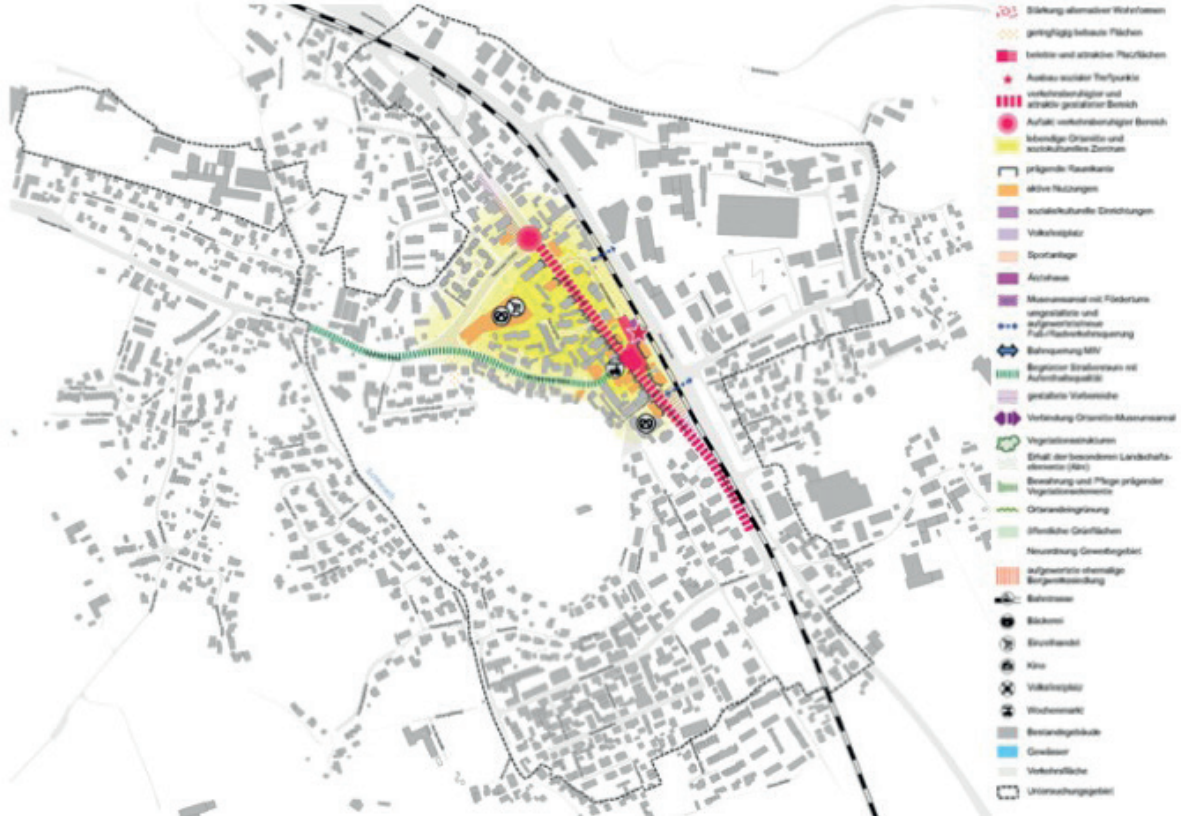 Stärkung alternativer Wohnformen
geringfügig bebaute Flächen
belebte und attraktive Platzflächen
Ausbau sozialer Treffpunkte
verkehrsberuhigter und
attraktiv gestalteter Bereich
Auftakt verkehrsberuhigter Bereich
lebendige Ortsmitte und
soziokulturelles Zentrum
prägende Raumkante
aktive Nutzungen
soziale/kulturelle Einrichtungen
Volksfestplatz
Sportanlage
Ärztehaus
Museumsareal mit Förderturm
umgestaltete und
aufgewertete/neue
Fuß-/Radverkehrsquerung
Bahnquerung MIV
Begrünter Straßenraum mit
Aufenthaltsqualität
gestaltete Vorbereiche
Verbindung Ortsmitte-Museumsareal
Vegetationsstrukturen
Erhalt der besonderen Landschafts-
elemente (Alm)
Bewahrung und Pflege prägender
Vegetationselemente
Ortsrandeingrünung
öffentliche Grünflächen
Neuordnung Gewerbegebiet
aufgewertete ehemalige
Bergwerkssiedlung
Bahntrasse
Bäckerei
Einzelhandel
Kino
Volksfestplatz
Wochenmarkt
Bestandsgebäude
Gewässer
Verkehrsfläche
Untersuchungsgebiet